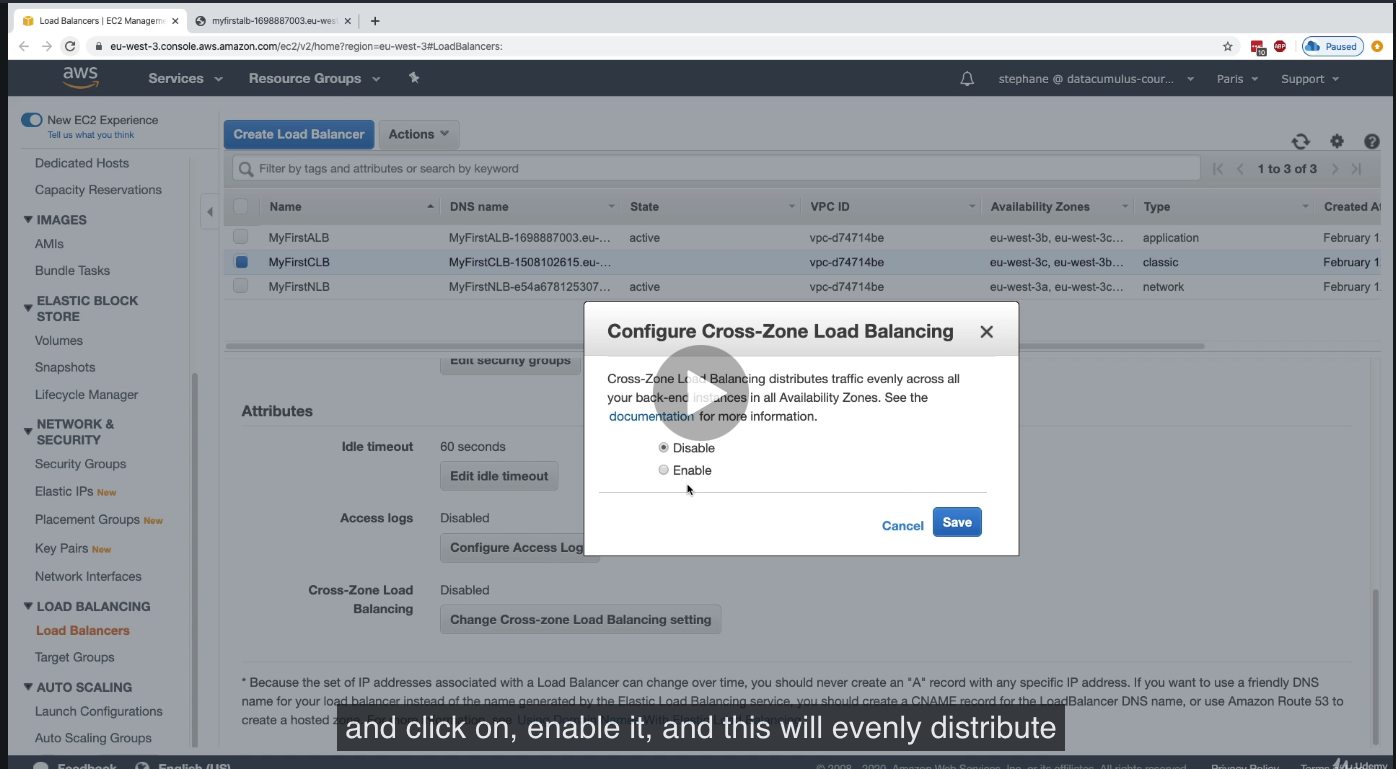 Load Balancers | EC2 Manageme
myfirstalb-1698887003.eu-wes
eu-west-3.console.aws.amazon.com/ec2/v2/home?region=eu-west-3#LoadBalancers:
10
ABP
Paused
aws
Services
Resource Groups
stephane @ datacumulus-cour...
Paris
Support
New EC2 Experience
Tell us what you think
Dedicated Hosts
Capacity Reservations
IMAGES
AMIs
Bundle Tasks
ELASTIC BLOCK
STORE
Volumes
Snapshots
Lifecycle Manager
NETWORK &
SECURITY
Security Groups
Elastic IPs New
Placement Groups New
Key Pairs New
Network Interfaces
LOAD BALANCING
Load Balancers
Target Groups
AUTO SCALING
Launch Configurations
Auto Scaling Groups
Create Load Balancer
Actions
Filter by tags and attributes or search by keyword
1 to 3 of 3
Name DNS name State VPC ID Availability Zones Type Created At
MyFirstALB MyFirstALB-1698887003.eu-... active vpc-d74714be eu-west-3b, eu-west-3c... application February 1
MyFirstCLB MyFirstCLB-1508102615.eu-... vpc-d74714be eu-west-3c, eu-west-3b... classic February 1
MyFirstNLB MyFirstNLB-e54a678125307... active vpc-d74714be eu-west-3a, eu-west-3c... network February 1
Edit security groups
Attributes
Idle timeout 60 seconds
Edit idle timeout
Access logs Disabled
Configure Access Log
Cross-Zone Load
Balancing
Disabled
Change Cross-zone Load Balancing setting
Configure Cross-Zone Load Balancing
Cross-Zone Load Balancing distributes traffic evenly across all
your back-end instances in all Availability Zones. See the
documentation for more information.
Disable
Enable
Cancel
Save
* Because the set of IP addresses associated with a Load Balancer can change over time, you should never create an "A" record with any specific IP address. If you want to use a friendly DNS
name for your load balancer instead of the name generated by the Elastic Load Balancing service, you should create a CNAME record for the LoadBalancer DNS name, or use Amazon Route 53 to
create a hosted
and click on, enable it, and this will evenly distribute
Feedback
English (US)
© 2008 - 2020, Amazon Web Services, Inc. or its affiliates. All rights reserved.
Privacy Policy
Terms
Udemy